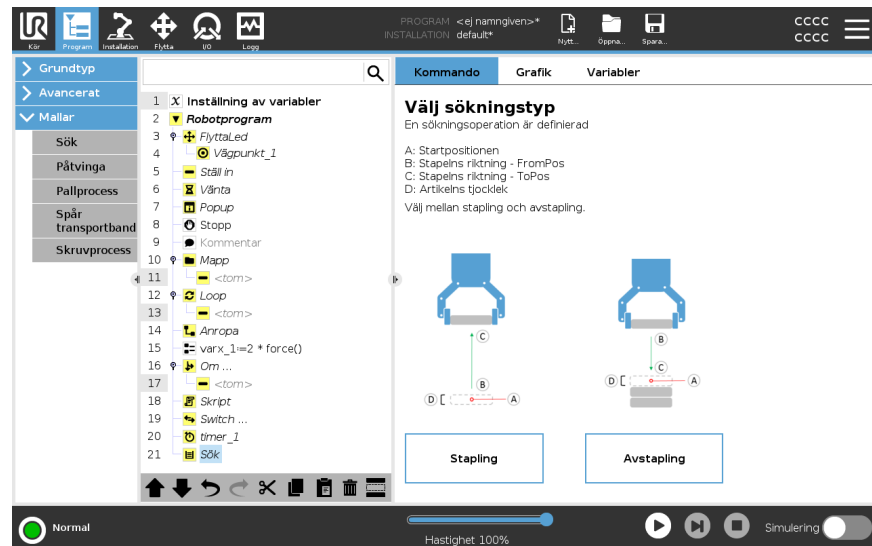 PROGRAM <ej namngiven>*
INSTALLATION default*
UR
Kör
Program
Installation
Flytta
I/O
Logg
Nytt...
Öppna...
Spara...
CCCC
CCCC
Grundtyp
Avancerat
Mallar
Sök
Påtvinga
Pallprocess
Spår
transportband
Skruvprocess
1 X Inställning av variabler
2 Robotprogram
3 FlyttaLed
4 Vägpunkt_1
5 Ställ in
6 Vänta
7 Popup
8 Stopp
9 Kommentar
10 Mapp
11 <tom>
12 Loop
13 <tom>
14 Anropa
15 varx_1:=2 * force()
16 Om ...
17 <tom>
18 Skript
19 Switch ...
20 timer_1
21 Sök
Kommando Grafik Variabler
Välj sökningstyp
En sökningsoperation är definierad
A: Startpositionen
B: Stapelns riktning - FromPos
C: Stapelns riktning - ToPos
D: Artikelns tjocklek
Välj mellan stapling och avstapling.
C
B
D A
B
C
D A
Stapling
Avstapling
Normal
Hastighet 100%
Simulering